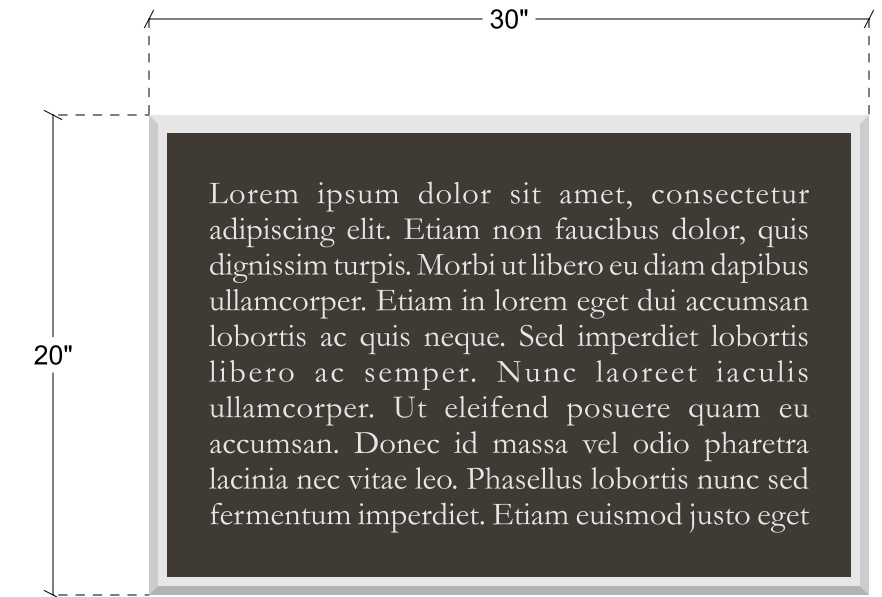 30"
20"
Lorem ipsum dolor sit amet, consectetur
adipiscing elit. Etiam non faucibus dolor, quis
dignissim turpis. Morbi ut libero eu diam dapibus
ullamcorper. Etiam in lorem eget dui accumsan
lobortis ac quis neque. Sed imperdiet lobortis
libero ac semper. Nunc laoreet iaculis
ullamcorper. Ut eleifend posuere quam eu
accumsan. Donec id massa vel odio pharetra
lacinia nec vitae leo. Phasellus lobortis nunc sed
fermentum imperdiet. Etiam euismod justo eget